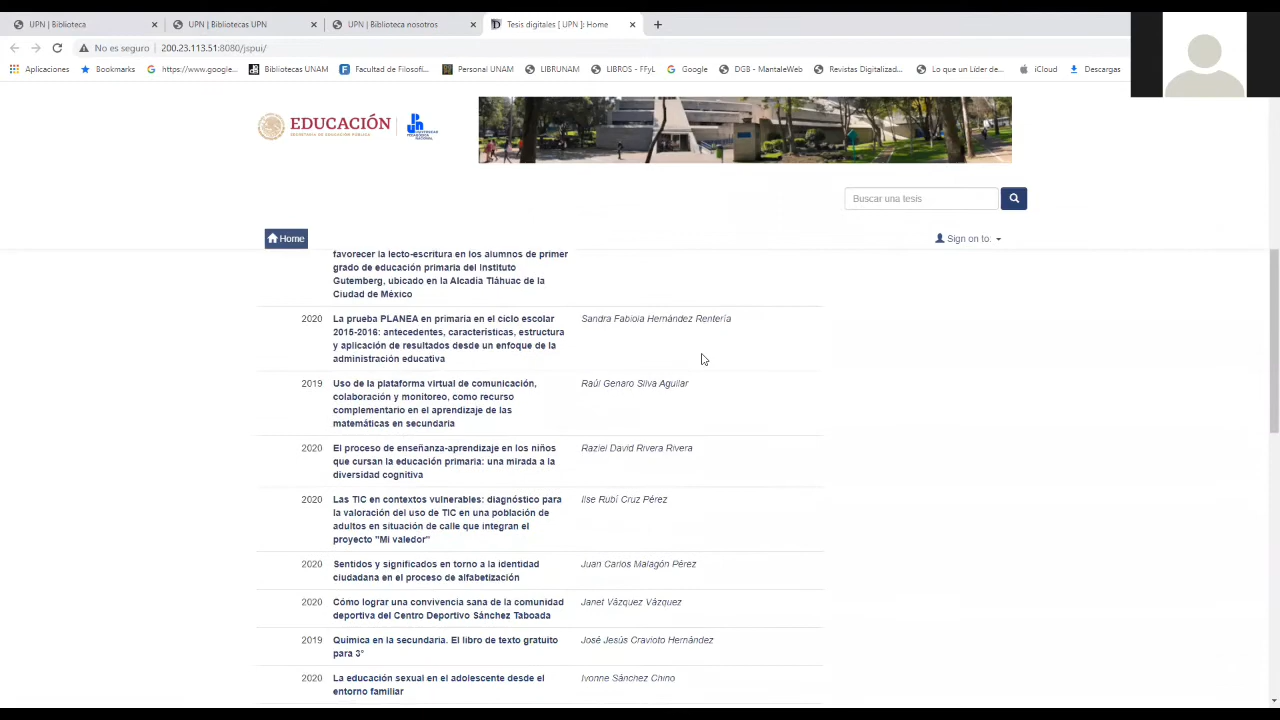 UPN | Biblioteca
UPN | Bibliotecas UPN
UPN | Biblioteca nosotros
Tesis digitales [ UPN ]: Home
No es seguro | 200.23.113.51:8080/jspui/
Aplicaciones
Bookmarks
https://www.google...
Bibliotecas UNAM
Facultad de Filosofí...
Personal UNAM
LIBRUNAM
LIBROS - FFyL
Google
DGB - MantaleWeb
Revistas Digitalizad...
Lo que un Líder de...
iCloud
Descargas
EDUCACIÓN
SECRETARÍA DE EDUCACIÓN PÚBLICA
UNIVERSIDAD
PEDAGÓGICA
NACIONAL
Buscar una tesis
Home
Sign on to:
favorecer la lecto-escritura en los alumnos de primer
grado de educación primaria del Instituto
Gutemberg, ubicado en la Alcadía Tláhuac de la
Ciudad de México
2020
La prueba PLANEA en primaria en el ciclo escolar
2015-2016: antecedentes, características, estructura
y aplicación de resultados desde un enfoque de la
administración educativa
Sandra Fabiola Hernández Rentería
2019
Uso de la plataforma virtual de comunicación,
colaboración y monitoreo, como recurso
complementario en el aprendizaje de las
matemáticas en secundaria
Raúl Genaro Silva Aguilar
2020
El proceso de enseñanza-aprendizaje en los niños
que cursan la educación primaria: una mirada a la
diversidad cognitiva
Raziel David Rivera Rivera
2020
Las TIC en contextos vulnerables: diagnóstico para
la valoración del uso de TIC en una población de
adultos en situación de calle que integran el
proyecto "Mi valedor"
Ilse Rubí Cruz Pérez
2020
Sentidos y significados en torno a la identidad
ciudadana en el proceso de alfabetización
Juan Carlos Malagón Pérez
2020
Cómo lograr una convivencia sana de la comunidad
deportiva del Centro Deportivo Sánchez Taboada
Janet Vázquez Vázquez
2019
Química en la secundaria. El libro de texto gratuito
para 3°
José Jesús Cravioto Hernández
2020
La educación sexual en el adolescente desde el
entorno familiar
Ivonne Sánchez Chino